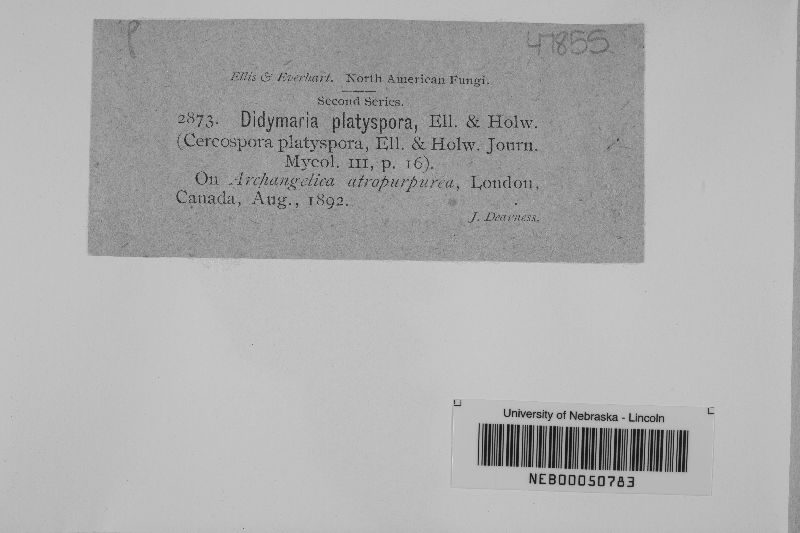 P
47855
Ellis & Everhart. North American Fungi.
Second Series.
2873. Didymaria platyspora, Ell. & Holw.
(Cercospora platyspora, Ell. & Holw. Journ.
Mycol. III, p. 16).
On Archangelica atropurpurea, London,
Canada, Aug., 1892.
J. Dearness.
University of Nebraska - Lincoln
NEB00050783